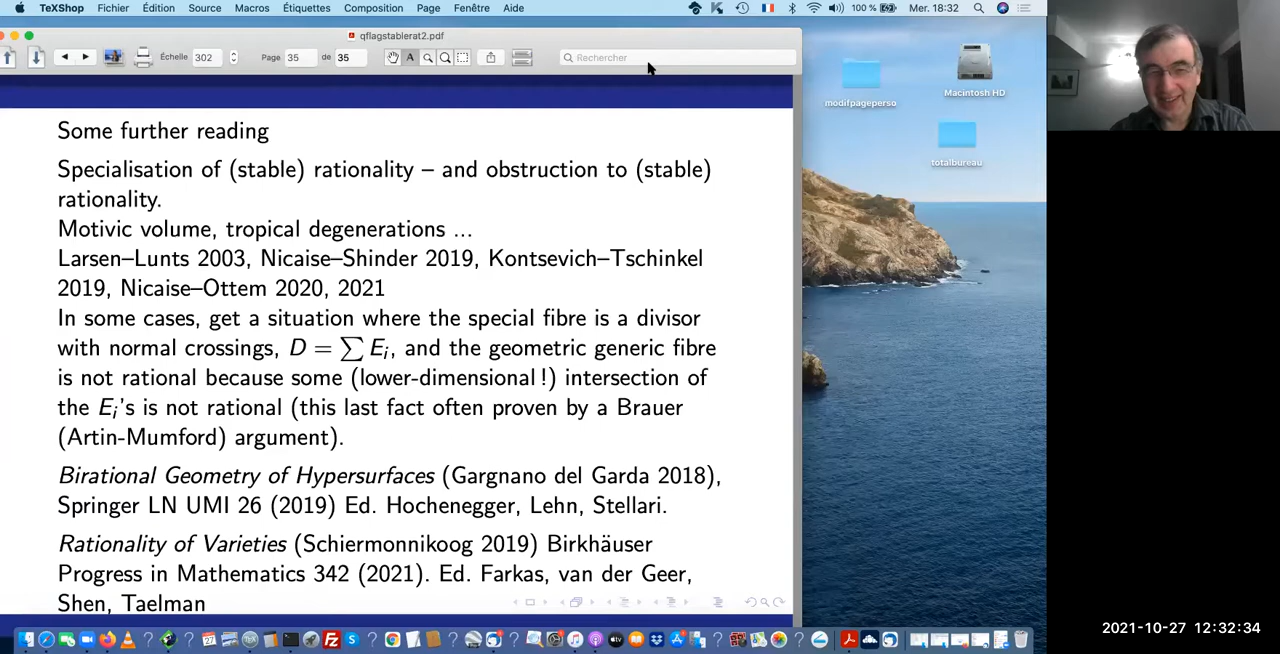 TeXShop Fichier Édition Source Macros Étiquettes Composition Page Fenêtre Aide 100 % Mer. 18:32
qflagstablerat2.pdf
Échelle 302 Page 35 de 35 Rechercher
Some further reading
Specialisation of (stable) rationality – and obstruction to (stable)
rationality.
Motivic volume, tropical degenerations ...
Larsen–Lunts 2003, Nicaise–Shinder 2019, Kontsevich–Tschinkel
2019, Nicaise–Ottem 2020, 2021
In some cases, get a situation where the special fibre is a divisor
with normal crossings, D = ∑ Eᵢ, and the geometric generic fibre
is not rational because some (lower-dimensional !) intersection of
the Eᵢ's is not rational (this last fact often proven by a Brauer
(Artin-Mumford) argument).
Birational Geometry of Hypersurfaces (Gargnano del Garda 2018),
Springer LN UMI 26 (2019) Ed. Hochenegger, Lehn, Stellari.
Rationality of Varieties (Schiermonnikoog 2019) Birkhäuser
Progress in Mathematics 342 (2021). Ed. Farkas, van der Geer,
Shen, Taelman
modifpageperso
Macintosh HD
totalbureau
2021-10-27 12:32:34